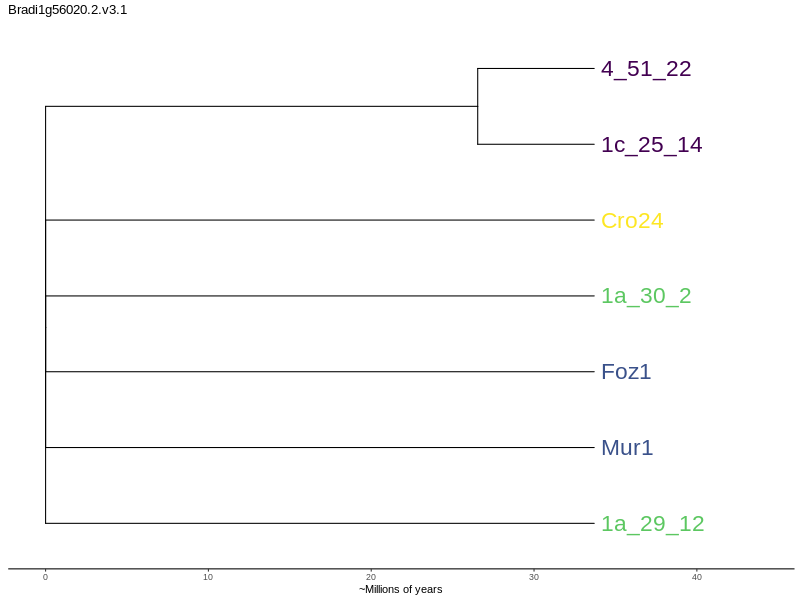 Bradi1g56020.2.v3.1
4_51_22
1c_25_14
Cro24
1a_30_2
Foz1
Mur1
1a_29_12
0 10 20 30 40
~Millions of years